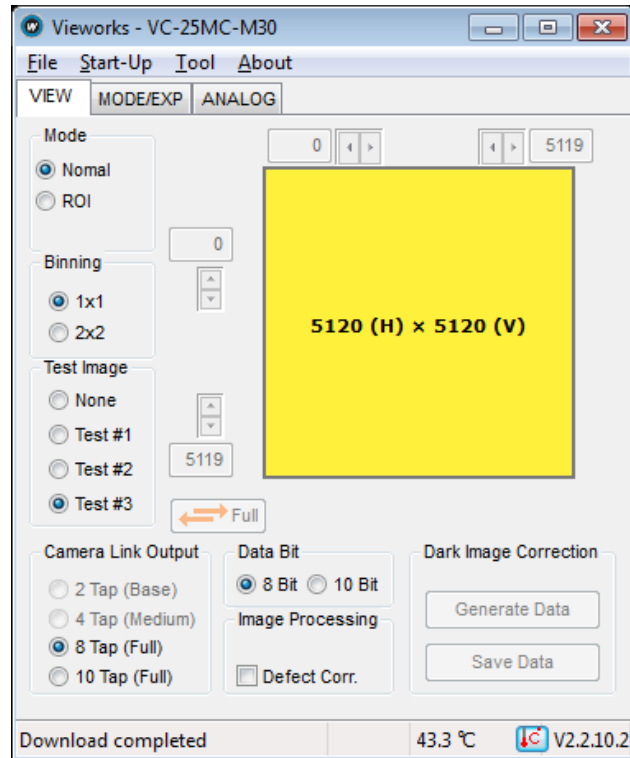 Vieworks - VC-25MC-M30
File Start-Up Tool About
VIEW MODE/EXP ANALOG
Mode
Nomal
ROI
0
5119
0
Binning
1x1
2x2
5120 (H) × 5120 (V)
Test Image
None
Test #1
Test #2
Test #3
5119
Full
Camera Link Output
2 Tap (Base)
4 Tap (Medium)
8 Tap (Full)
10 Tap (Full)
Data Bit
8 Bit 10 Bit
Image Processing
Defect Corr.
Dark Image Correction
Generate Data
Save Data
Download completed
43.3 ℃
V2.2.10.2